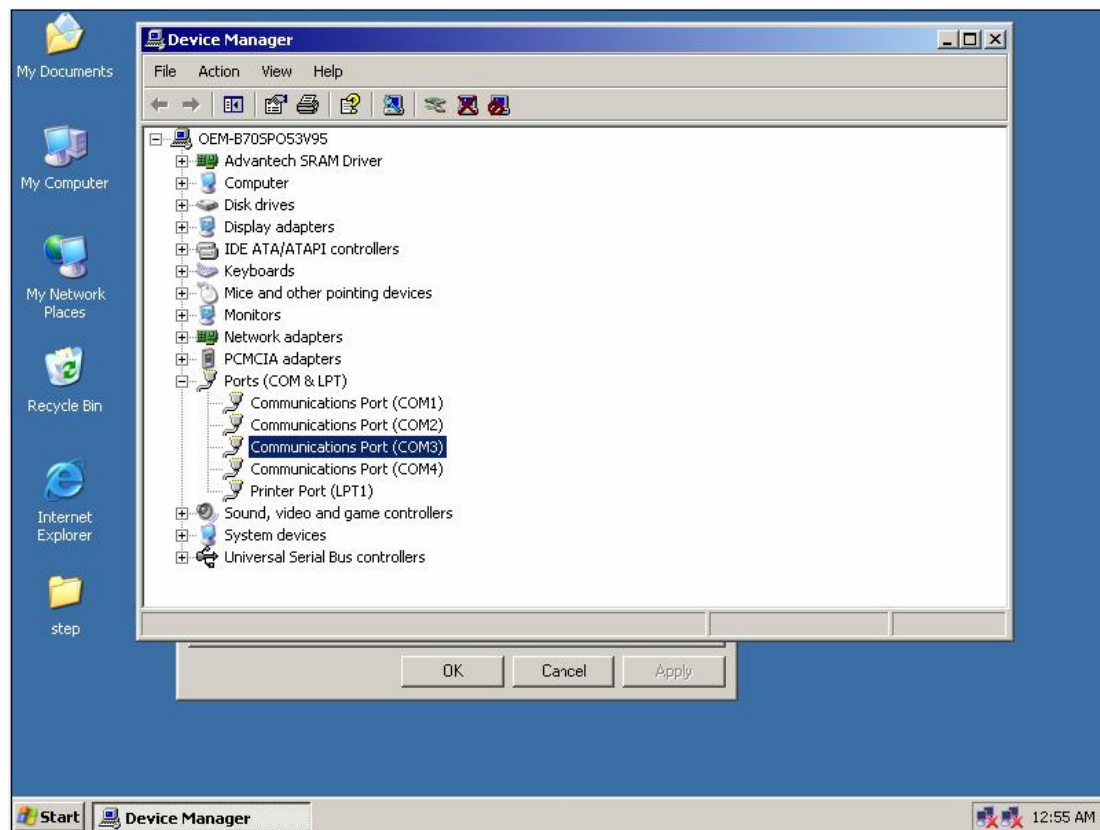 My Documents
My Computer
My Network
Places
Recycle Bin
Internet
Explorer
step
Device Manager
File Action View Help
OEM-B70SPO53V95
Advantech SRAM Driver
Computer
Disk drives
Display adapters
IDE ATA/ATAPI controllers
Keyboards
Mice and other pointing devices
Monitors
Network adapters
PCMCIA adapters
Ports (COM & LPT)
Communications Port (COM1)
Communications Port (COM2)
Communications Port (COM3)
Communications Port (COM4)
Printer Port (LPT1)
Sound, video and game controllers
System devices
Universal Serial Bus controllers
OK Cancel Apply
Start Device Manager 12:55 AM